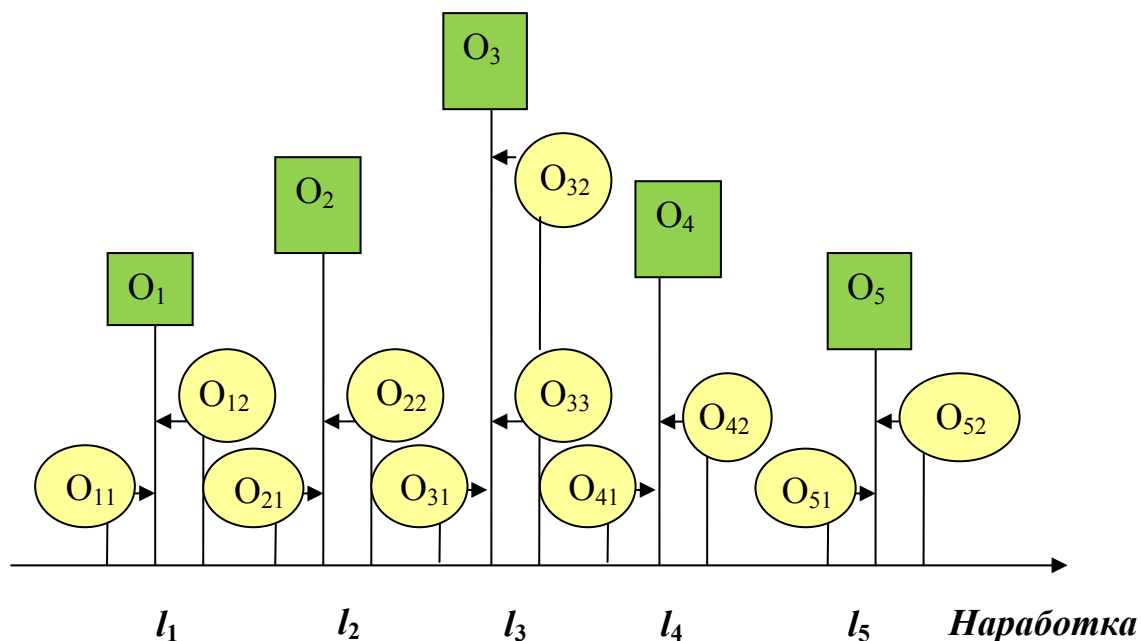 O₃
O₃₂
O₂
O₄
O₁
O₅
O₁₂
O₂₂
O₃₃
O₄₂
O₅₂
O₁₁
O₂₁
O₃₁
O₄₁
O₅₁
l₁ l₂ l₃ l₄ l₅ Наработка